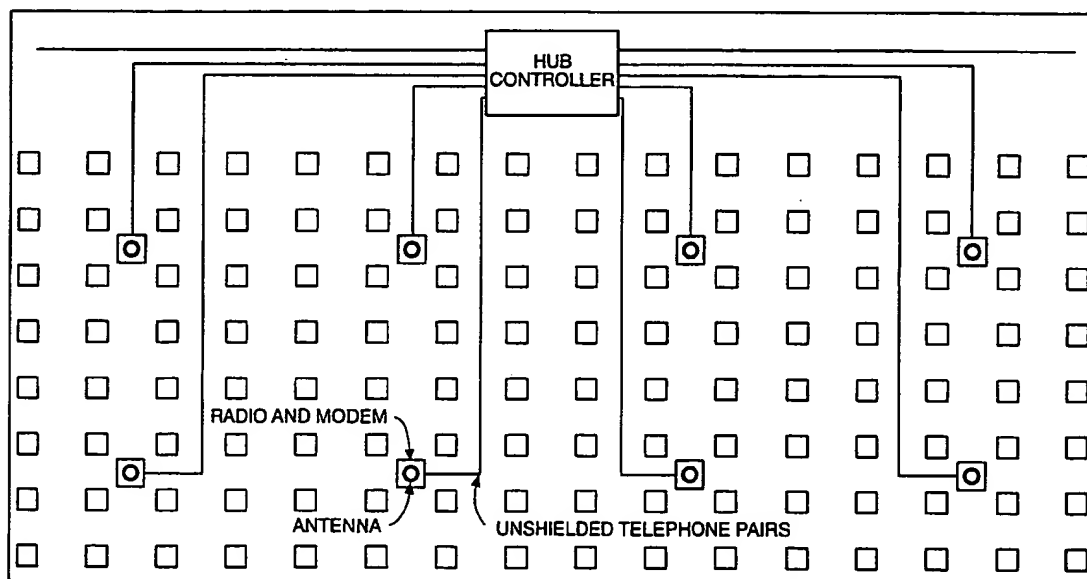 HUB
CONTROLLER
RADIO AND MODEM
ANTENNA
UNSHIELDED TELEPHONE PAIRS